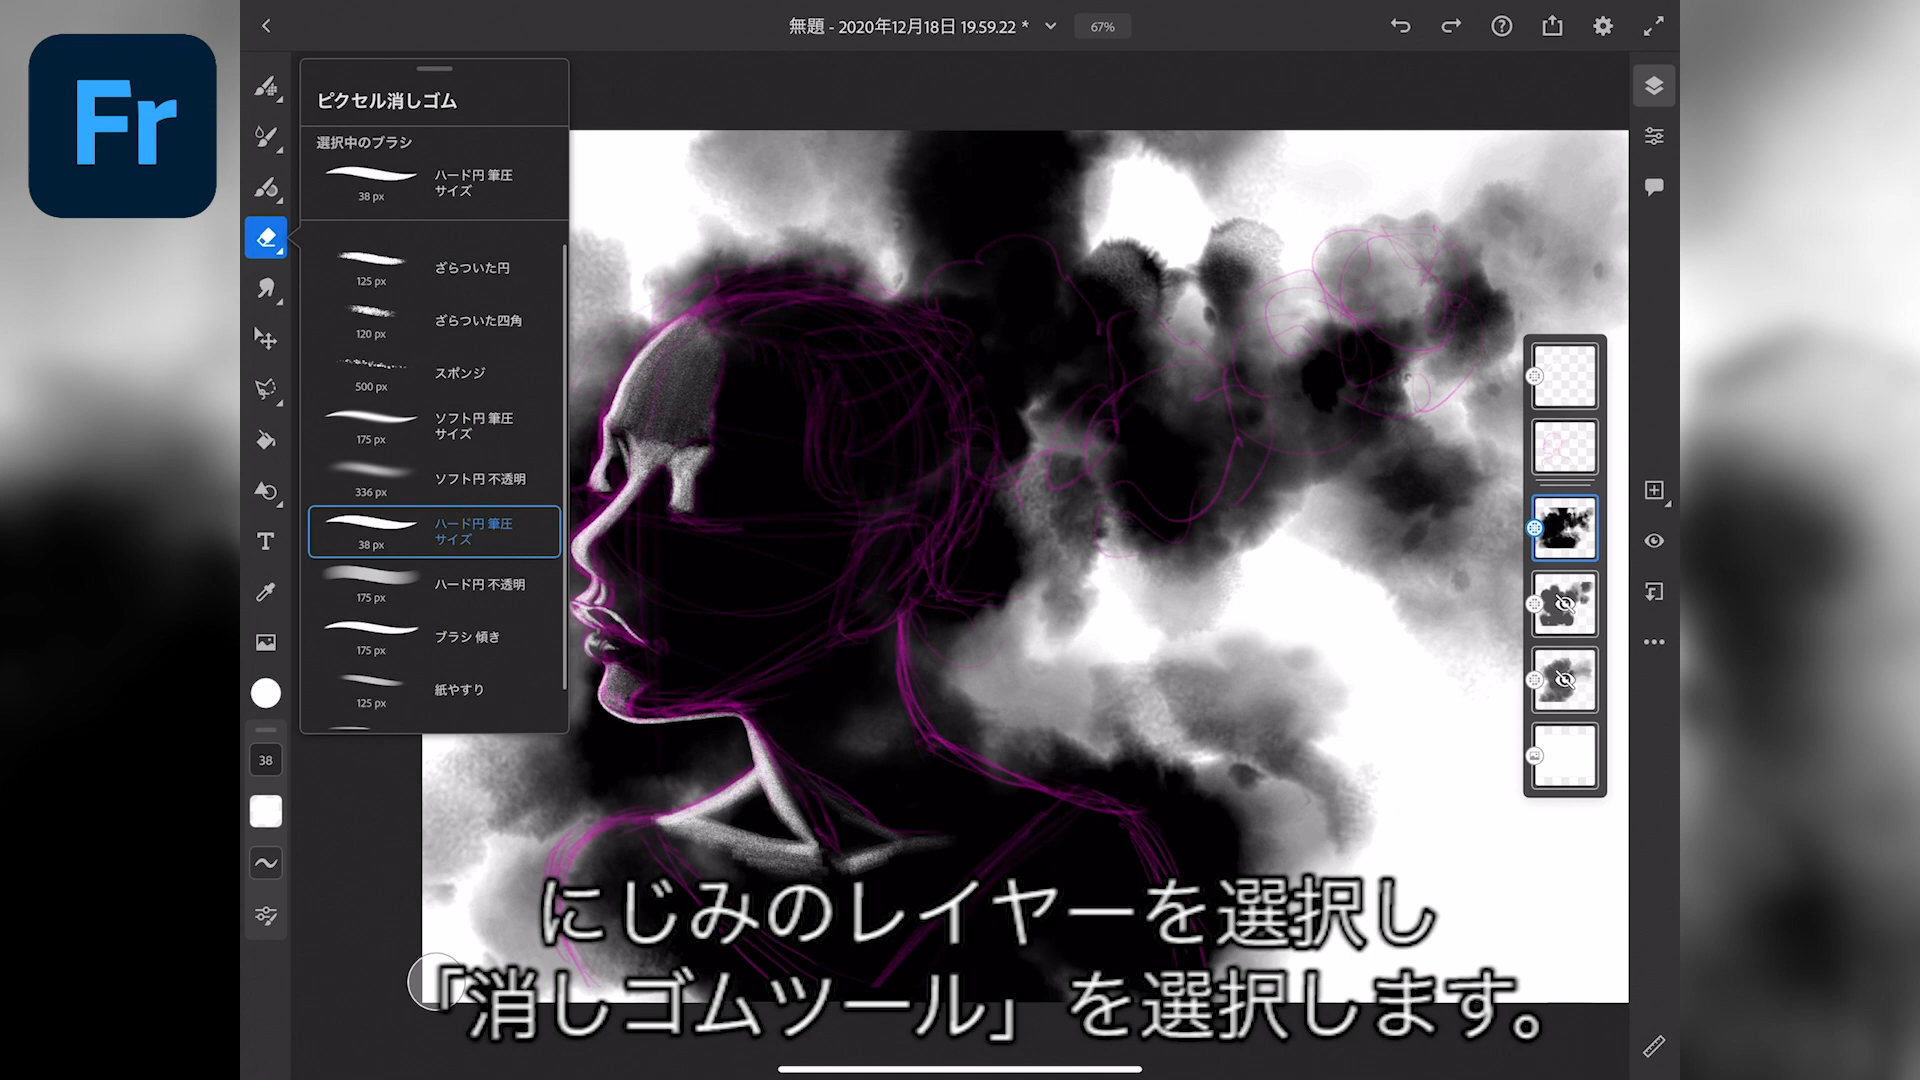 Fr
無題 - 2020年12月18日 19.59.22 *
67%
ピクセル消しゴム
選択中のブラシ
ハード円 筆圧
サイズ
38 px
ざらついた円
125 px
ざらついた四角
120 px
スポンジ
500 px
ソフト円 筆圧
サイズ
175 px
ソフト円 不透明
336 px
ハード円 筆圧
サイズ
38 px
ハード円 不透明
175 px
ブラシ 傾き
175 px
紙やすり
125 px
T
38
にじみのレイヤーを選択し
「消しゴムツール」を選択します。